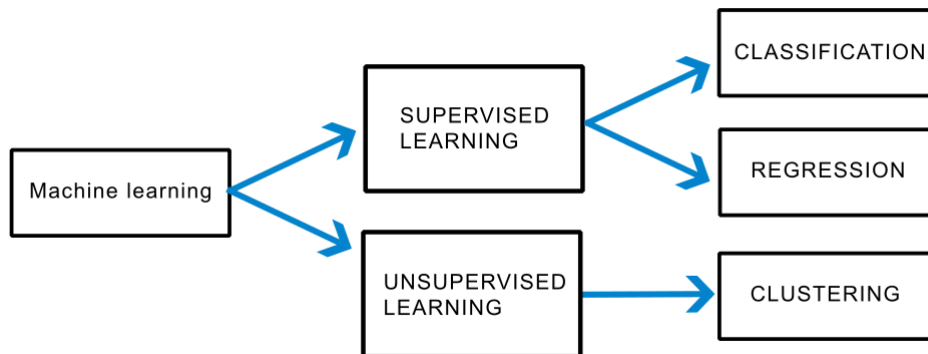 Machine learning
SUPERVISED
LEARNING
UNSUPERVISED
LEARNING
CLASSIFICATION
REGRESSION
CLUSTERING